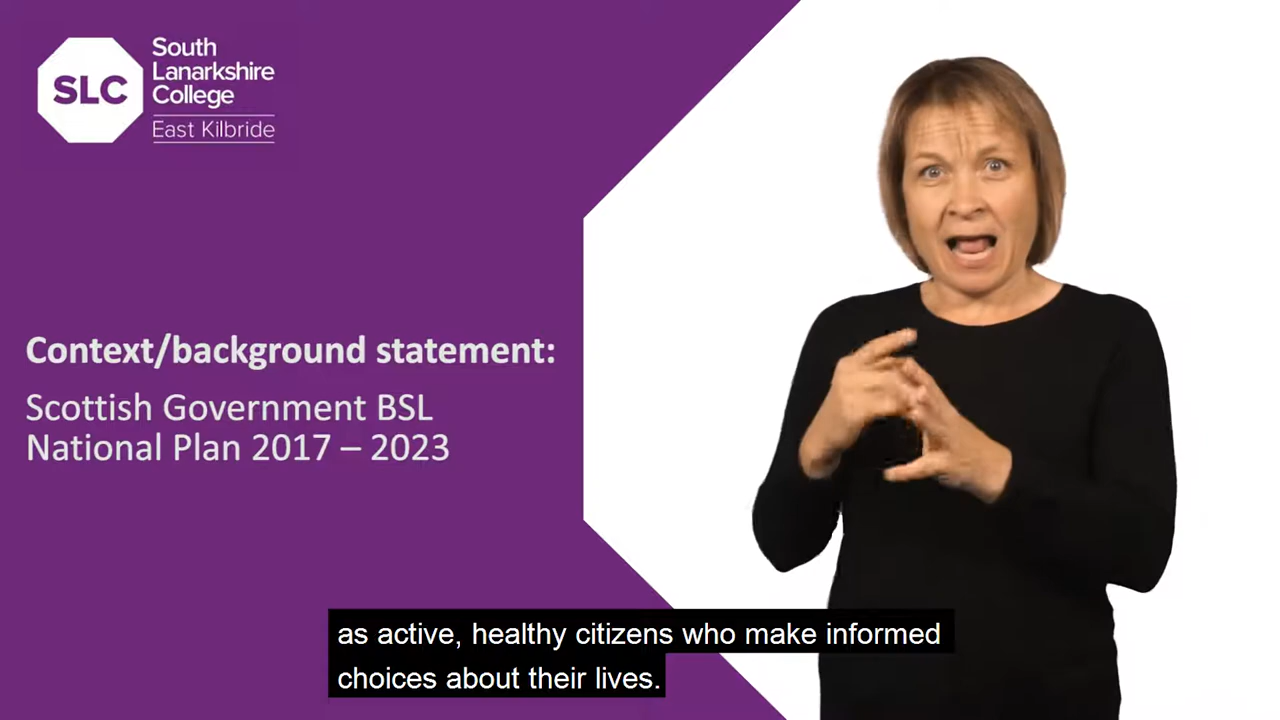 SLC
South
Lanarkshire
College
East Kilbride
Context/background statement:
Scottish Government BSL
National Plan 2017 – 2023
as active, healthy citizens who make informed
choices about their lives.